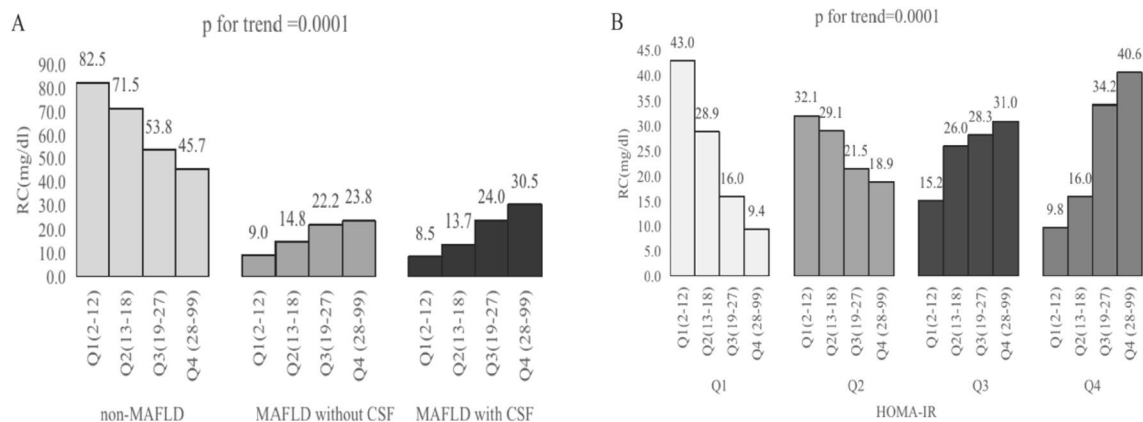 A
p for trend =0.0001
RC(mg/dl)
90.0
80.0
70.0
60.0
50.0
40.0
30.0
20.0
10.0
0.0
82.5
71.5
53.8
45.7
9.0
14.8
22.2
23.8
8.5
13.7
24.0
30.5
Q1(2-12)
Q2(13-18)
Q3(19-27)
Q4 (28-99)
Q1(2-12)
Q2(13-18)
Q3(19-27)
Q4 (28-99)
Q1(2-12)
Q2(13-18)
Q3(19-27)
Q4 (28-99)
non-MAFLD
MAFLD without CSF
MAFLD with CSF
B
p for trend=0.0001
RC(mg/dl)
45.0
40.0
35.0
30.0
25.0
20.0
15.0
10.0
5.0
0.0
43.0
28.9
16.0
9.4
32.1
29.1
21.5
18.9
15.2
26.0
28.3
31.0
9.8
16.0
34.2
40.6
Q1(2-12)
Q2(13-18)
Q3(19-27)
Q4 (28-99)
Q1(2-12)
Q2(13-18)
Q3(19-27)
Q4 (28-99)
Q1(2-12)
Q2(13-18)
Q3(19-27)
Q4 (28-99)
Q1(2-12)
Q2(13-18)
Q3(19-27)
Q4 (28-99)
Q1
Q2
Q3
Q4
HOMA-IR